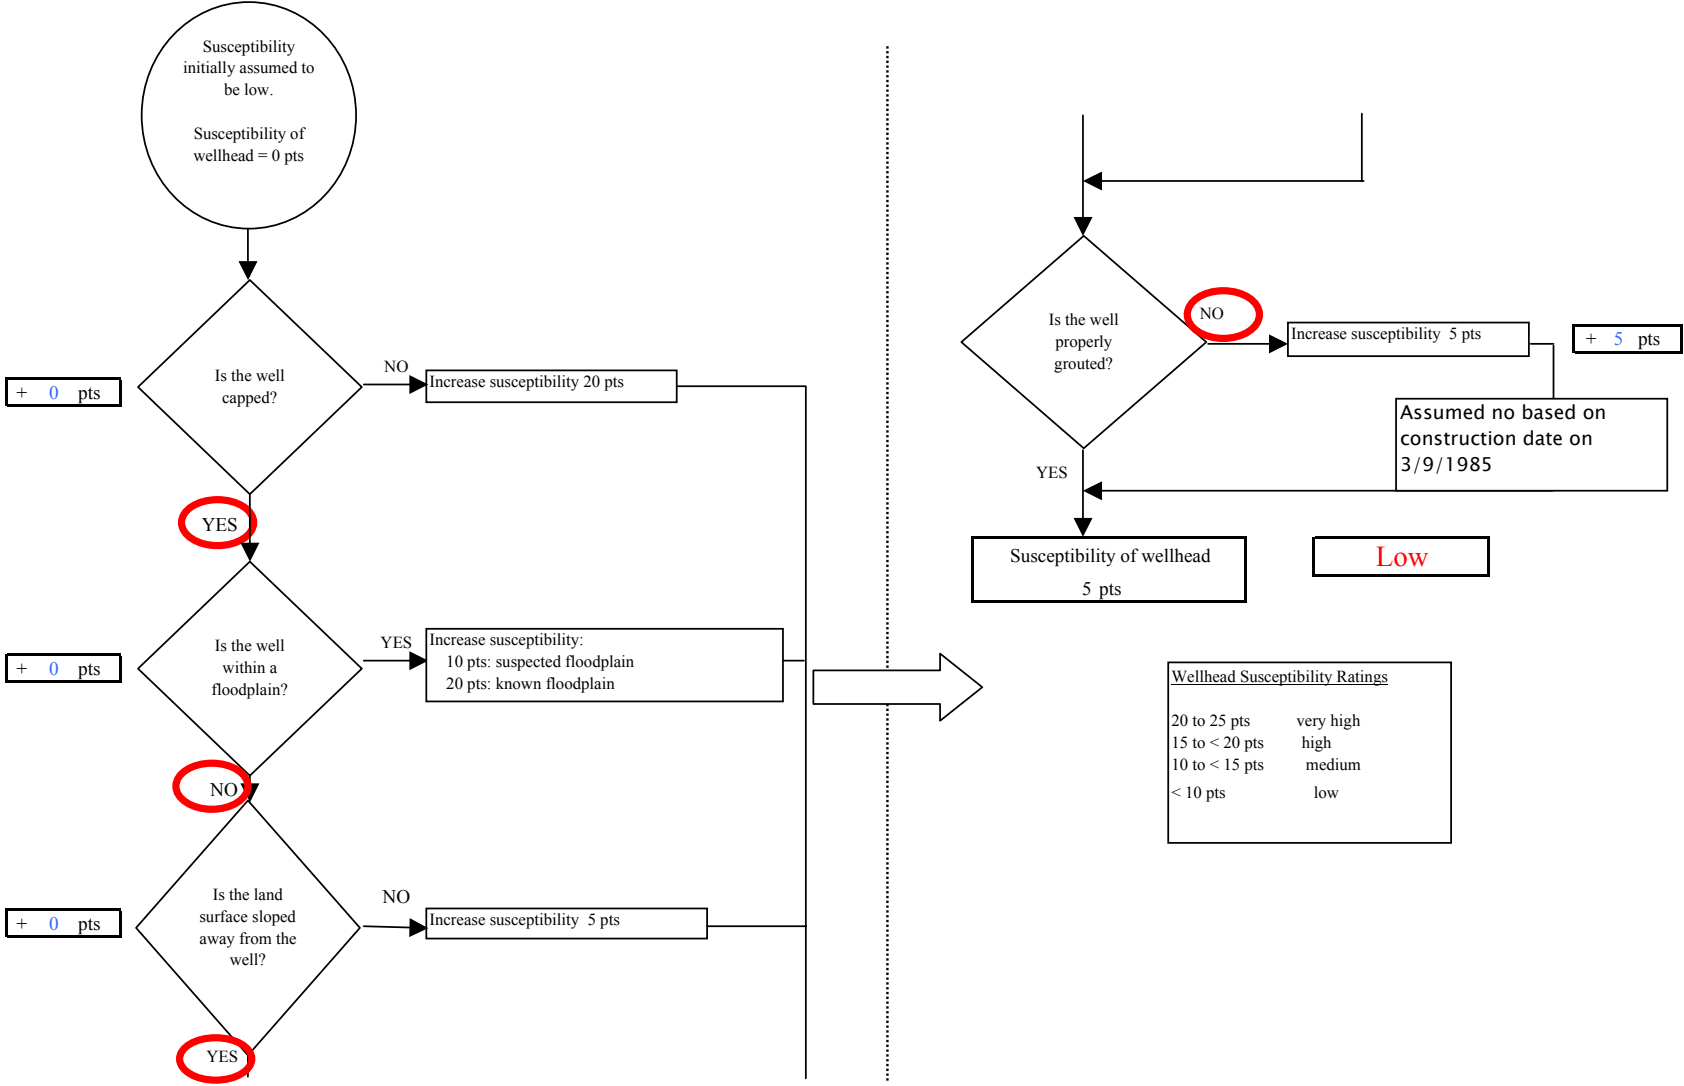 Susceptibility
initially assumed to
be low.
Susceptibility of
wellhead = 0 pts
Is the well
capped?
NO
Increase susceptibility 20 pts
+ 0 pts
YES
Is the well
within a
floodplain?
YES
Increase susceptibility:
10 pts: suspected floodplain
20 pts: known floodplain
+ 0 pts
NO
Is the land
surface sloped
away from the
well?
NO
Increase susceptibility 5 pts
+ 0 pts
YES
Is the well
properly
grouted?
NO
Increase susceptibility 5 pts
+ 5 pts
Assumed no based on
construction date on
3/9/1985
YES
Susceptibility of wellhead
5 pts
Low
Wellhead Susceptibility Ratings
20 to 25 pts very high
15 to < 20 pts high
10 to < 15 pts medium
< 10 pts low